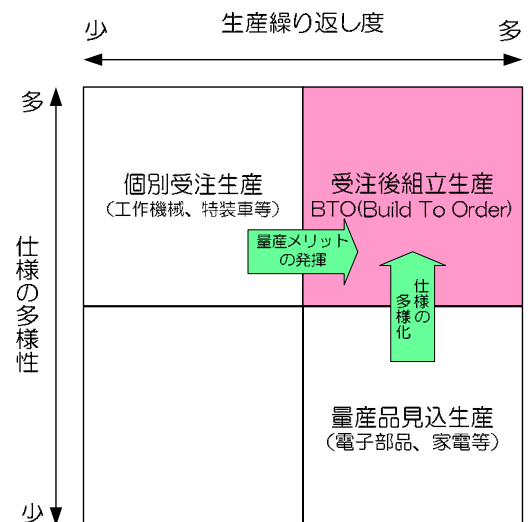 生産繰り返し度
少
多
多
個別受注生産
（工作機械、特装車等）
受注後組立生産
BTO(Build To Order)
量産メリット
の発揮
仕様の
多様化
仕様の多様性
量産品見込生産
（電子部品、家電等）
少